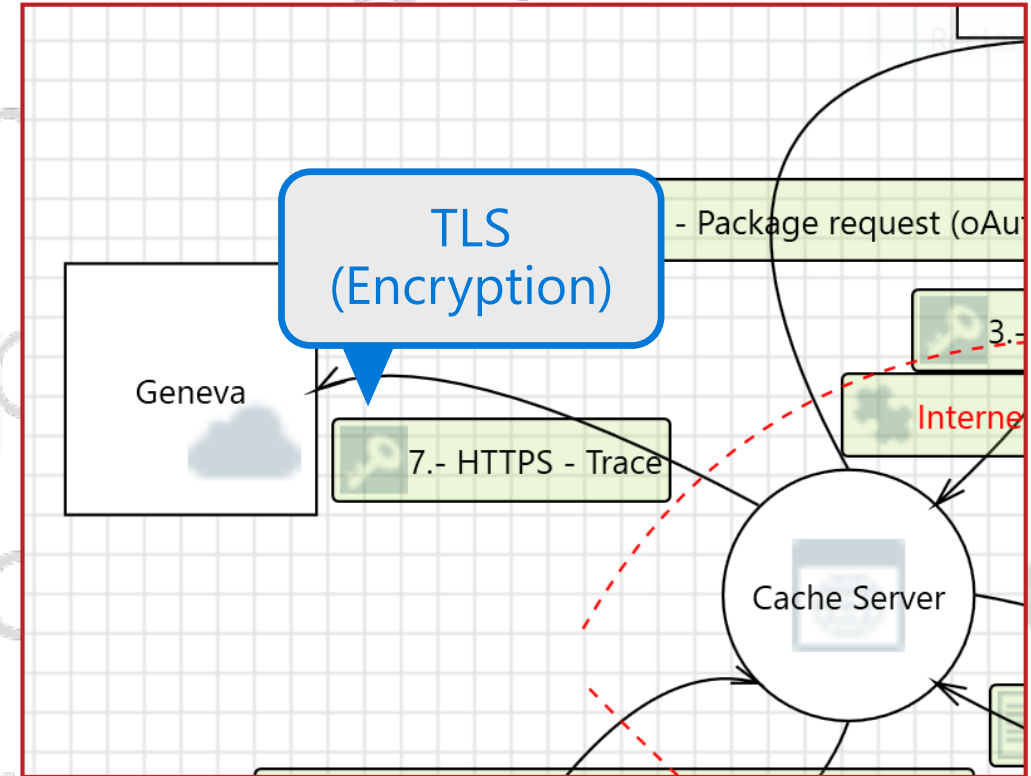 TLS
(Encryption)
- Package request (oAu
3.-
Geneva
Interne
7.- HTTPS - Trace
Cache Server